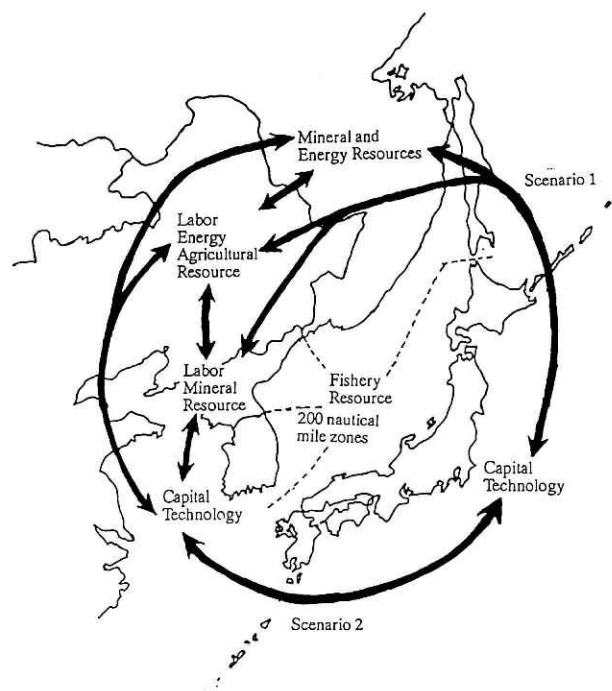 Mineral and
Energy Resources
Scenario 1
Labor
Energy
Agricultural
Resource
Labor
Mineral
Resource
Fishery
Resource
200 nautical
mile zones
Capital
Technology
Capital
Technology
Scenario 2